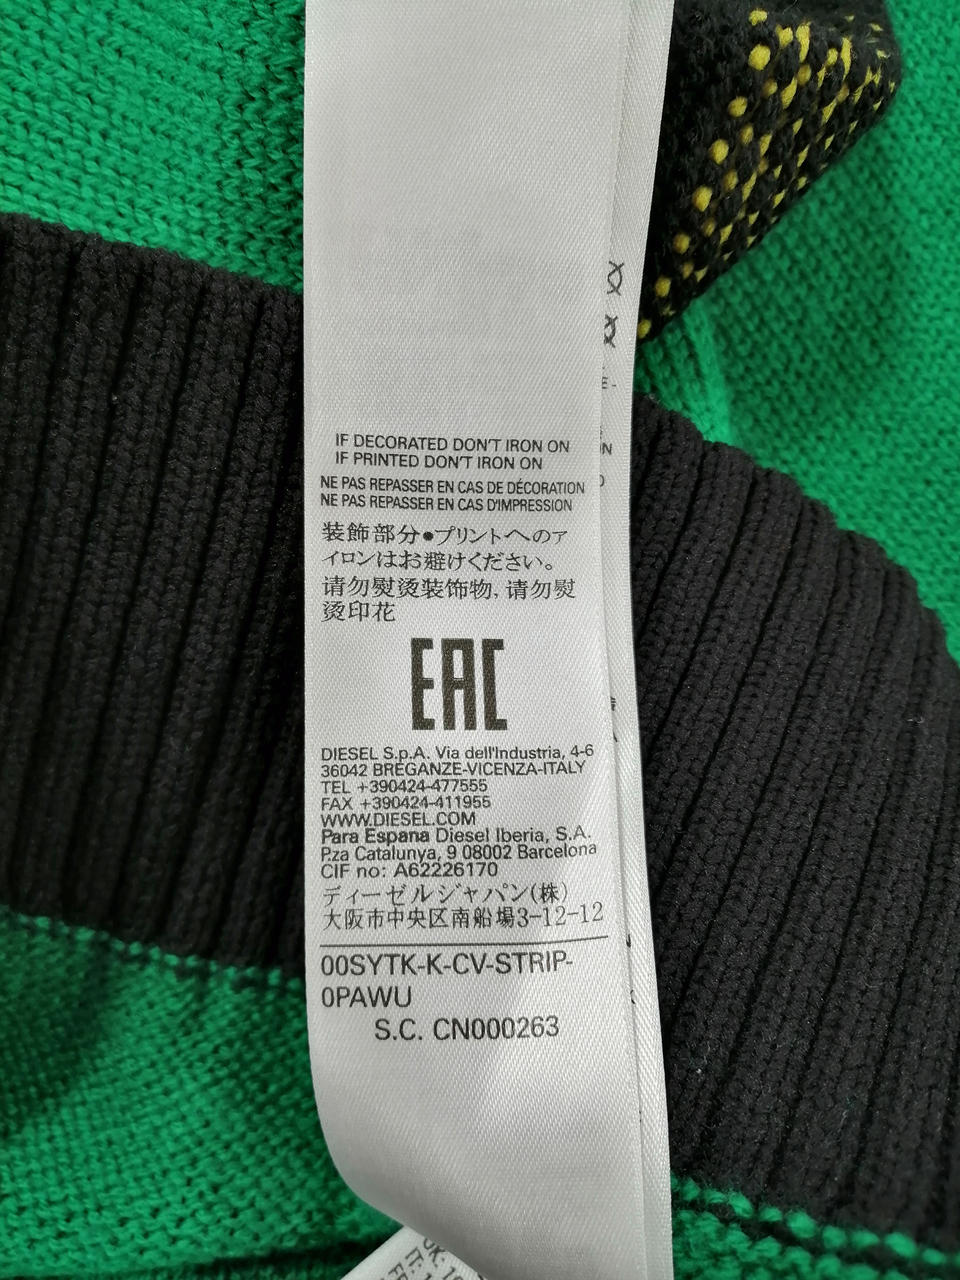 IF DECORATED DON'T IRON ON
IF PRINTED DON'T IRON ON
NE PAS REPASSER EN CAS DE DÉCORATION
NE PAS REPASSER EN CAS D'IMPRESSION
装飾部分●プリントへのア
イロンはお避けください。
请勿熨烫装饰物, 请勿熨
烫印花
EAC
DIESEL S.p.A. Via dell'Industria, 4-6
36042 BREGANZE-VICENZA-ITALY
TEL +390424-477555
FAX +390424-411955
WWW.DIESEL.COM
Para Espana Diesel Iberia, S.A.
P.za Catalunya, 9 08002 Barcelona
CIF no: A62226170
ディーゼルジャパン(株)
大阪市中央区南船場3-12-12
00SYTK-K-CV-STRIP-
0PAWU
S.C. CN000263